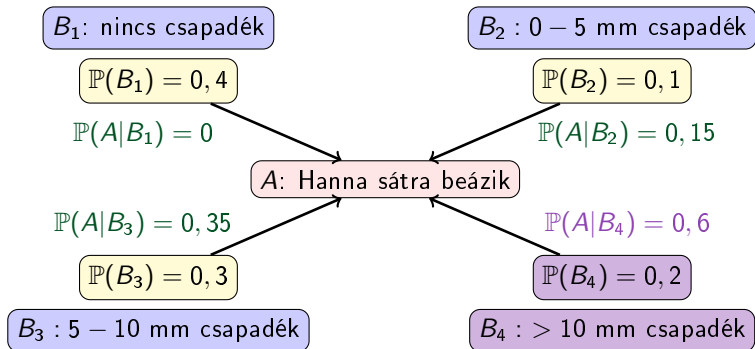 B₁: nincs csapadék
B₂ : 0 − 5 mm csapadék
ℙ(B₁) = 0, 4
ℙ(B₂) = 0, 1
ℙ(A|B₁) = 0
ℙ(A|B₂) = 0, 15
A: Hanna sátra beázik
ℙ(A|B₃) = 0, 35
ℙ(A|B₄) = 0, 6
ℙ(B₃) = 0, 3
ℙ(B₄) = 0, 2
B₃ : 5 − 10 mm csapadék
B₄ : > 10 mm csapadék